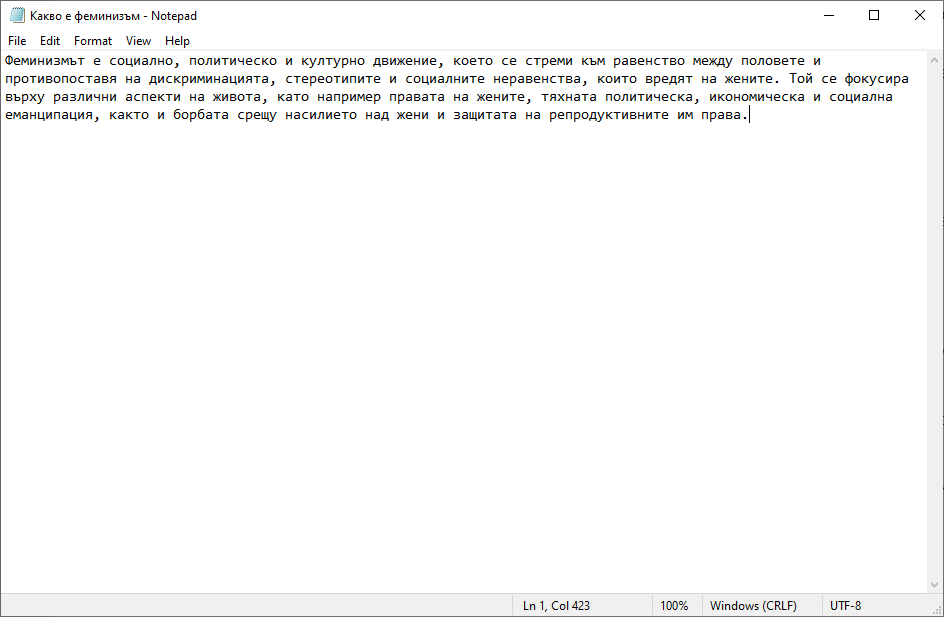 Какво е феминизъм - Notepad
File Edit Format View Help
Феминизмът е социално, политическо и културно движение, което се стреми към равенство между половете и
противопоставя на дискриминацията, стереотипите и социалните неравенства, които вредят на жените. Той се фокусира
върху различни аспекти на живота, като например правата на жените, тяхната политическа, икономическа и социална
еманципация, както и борбата срещу насилието над жени и защитата на репродуктивните им права.
Ln 1, Col 423 100% Windows (CRLF) UTF-8